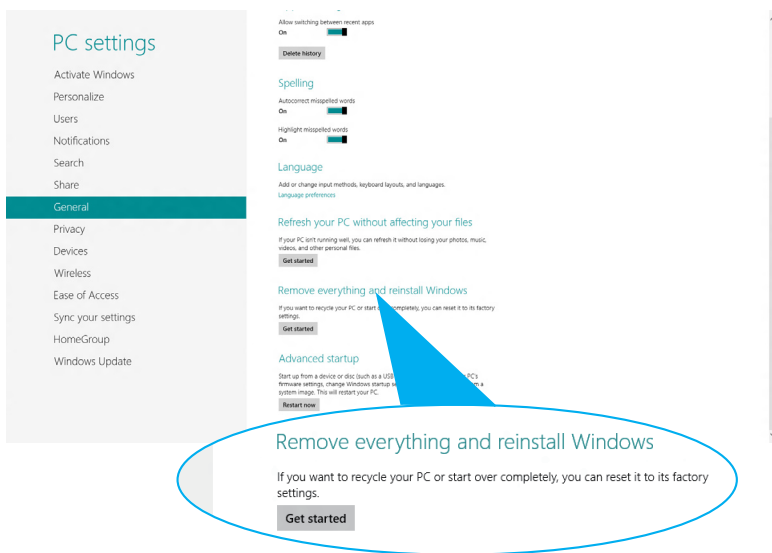 PC settings
Activate Windows
Personalize
Users
Notifications
Search
Share
General
Privacy
Devices
Wireless
Ease of Access
Sync your settings
HomeGroup
Windows Update
Allow switching between recent apps
On
Delete history
Spelling
Autocorrect misspelled words
On
Highlight misspelled words
On
Language
Add or change input methods, keyboard layouts, and languages.
Language preferences
Refresh your PC without affecting your files
If your PC isn't running well, you can refresh it without losing your photos, music,
videos, and other personal files.
Get started
Remove everything and reinstall Windows
If you want to recycle your PC or start completely, you can reset it to its factory
settings.
Get started
Advanced startup
Start up from a device or disc (such as a USB PC's
firmware settings, change Windows startup from a
system image. This will restart your PC.
Restart now
Remove everything and reinstall Windows
If you want to recycle your PC or start over completely, you can reset it to its factory
settings.
Get started